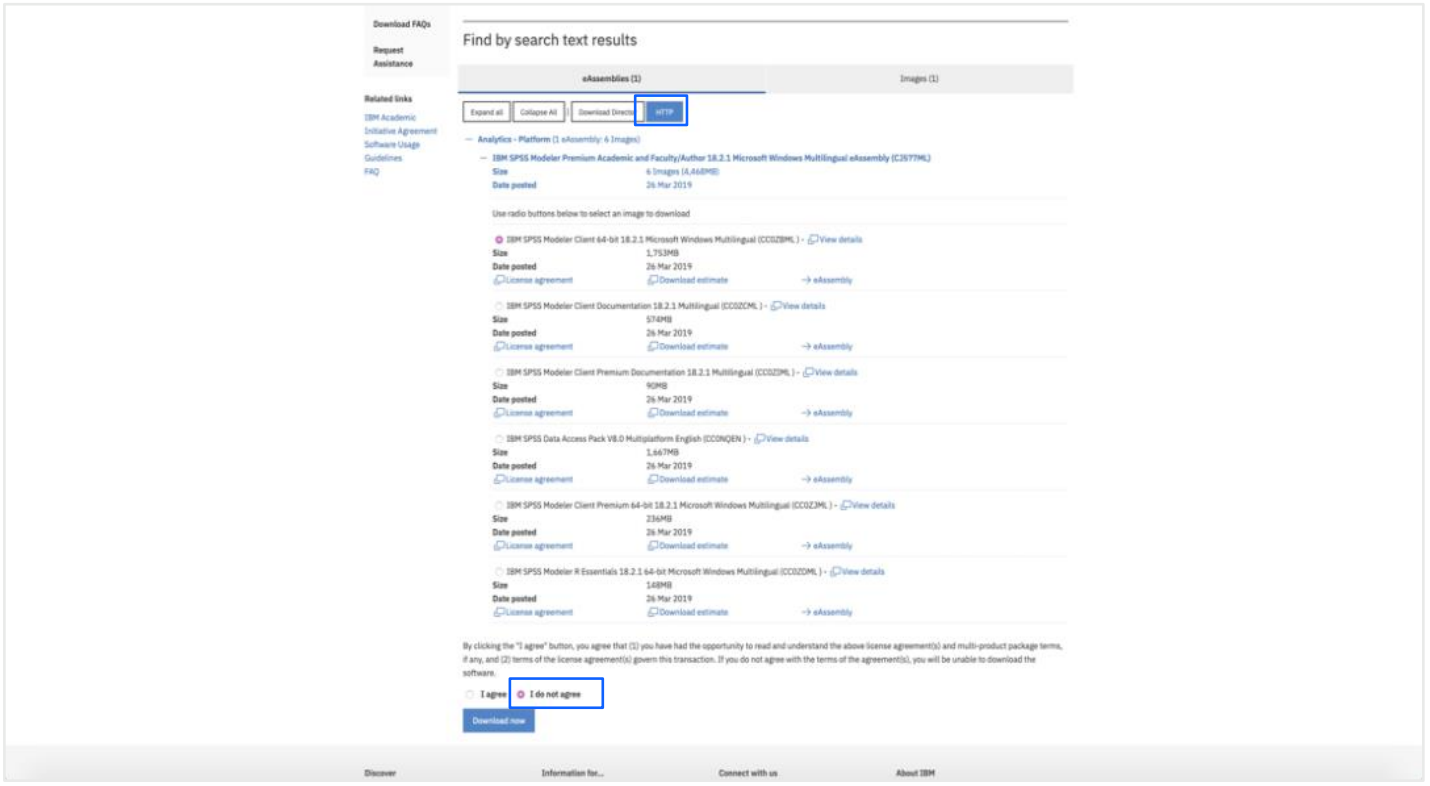 Download FAQs
Request
Assistance
Related links
IBM Academic
Initiative Agreement
Software Usage
Guidelines
FAQ
Find by search text results
eAssemblies (1) Images (1)
Expand all Collapse All | Download Director HTTP
— Analytics - Platform (1 eAssembly: 6 Images)
— IBM SPSS Modeler Premium Academic and Faculty/Author 18.2.1 Microsoft Windows Multilingual eAssembly (CJ577ML)
Size 6 Images (4,468MB)
Date posted 26 Mar 2019
Use radio buttons below to select an image to download
IBM SPSS Modeler Client 64-bit 18.2.1 Microsoft Windows Multilingual (CC0ZBML ) - View details
Size 1,753MB
Date posted 26 Mar 2019
License agreement Download estimate → eAssembly
IBM SPSS Modeler Client Documentation 18.2.1 Multilingual (CC0ZCML ) - View details
Size 574MB
Date posted 26 Mar 2019
License agreement Download estimate → eAssembly
IBM SPSS Modeler Client Premium Documentation 18.2.1 Multilingual (CC0ZIML ) - View details
Size 90MB
Date posted 26 Mar 2019
License agreement Download estimate → eAssembly
IBM SPSS Data Access Pack V8.0 Multiplatform English (CC0NQEN ) - View details
Size 1,667MB
Date posted 26 Mar 2019
License agreement Download estimate → eAssembly
IBM SPSS Modeler Client Premium 64-bit 18.2.1 Microsoft Windows Multilingual (CC0ZJML ) - View details
Size 236MB
Date posted 26 Mar 2019
License agreement Download estimate → eAssembly
IBM SPSS Modeler R Essentials 18.2.1 64-bit Microsoft Windows Multilingual (CC0ZDML ) - View details
Size 148MB
Date posted 26 Mar 2019
License agreement Download estimate → eAssembly
By clicking the "I agree" button, you agree that (1) you have had the opportunity to read and understand the above license agreement(s) and multi-product package terms,
if any, and (2) terms of the license agreement(s) govern this transaction. If you do not agree with the terms of the agreement(s), you will be unable to download the
software.
I agree I do not agree
Download now
Discover Information for... Connect with us About IBM